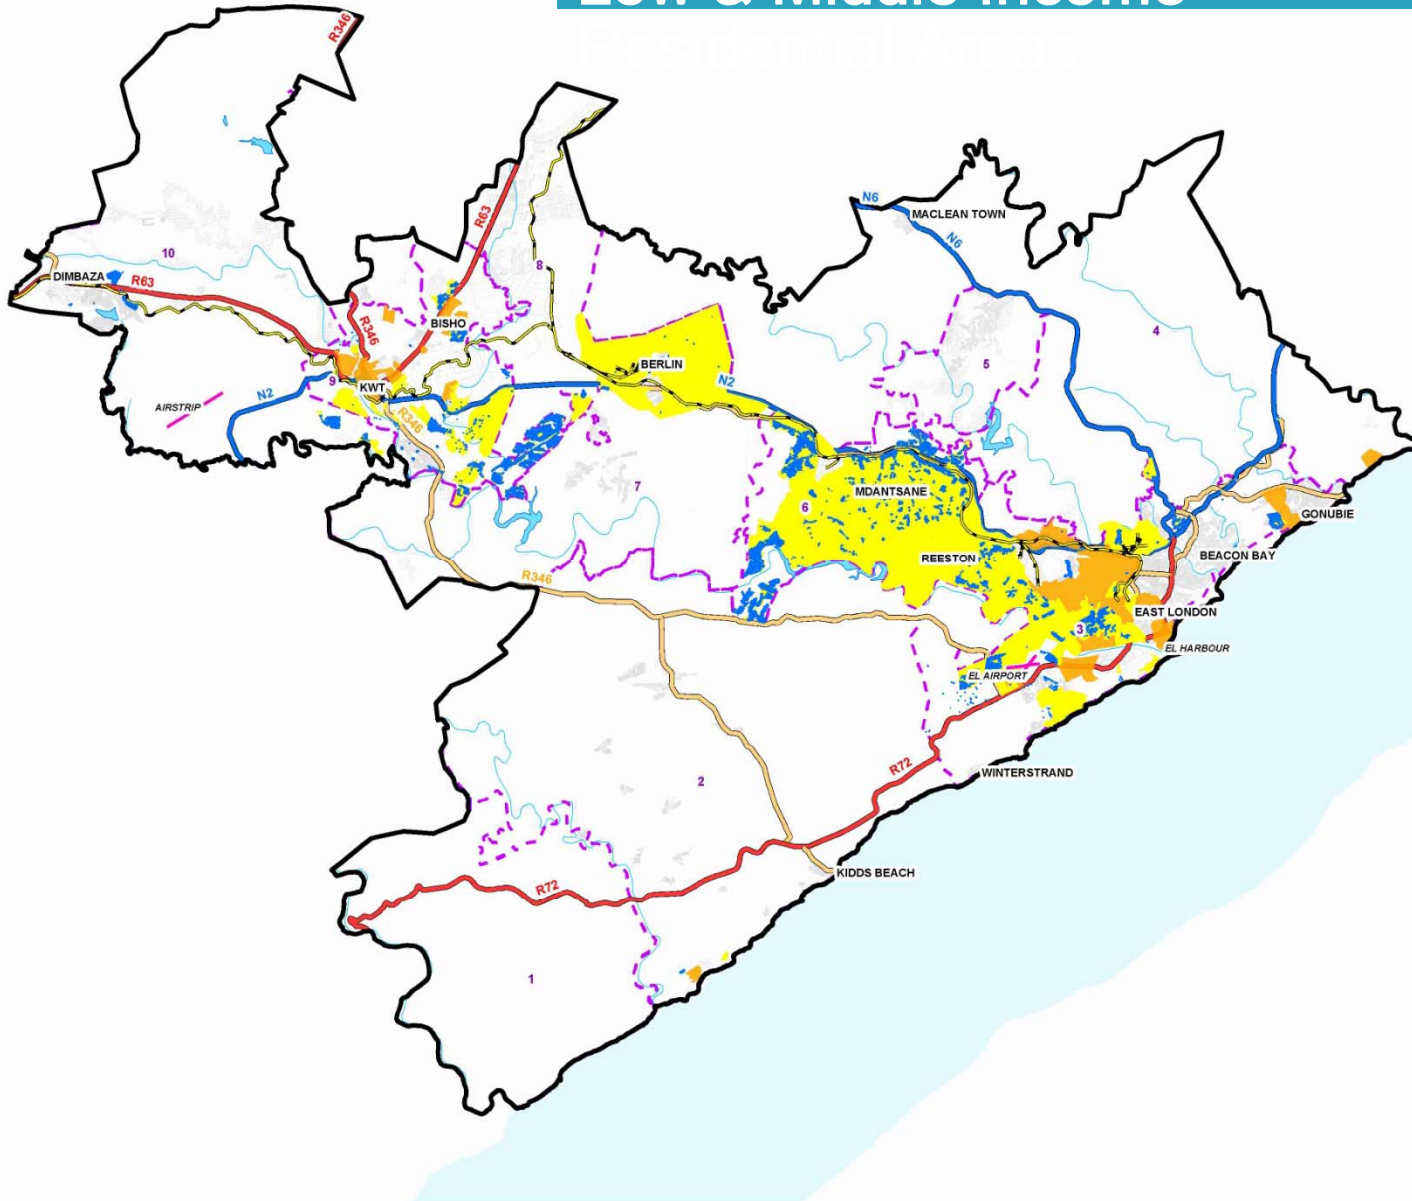 Low & Middle Income
Residential Areas
R346
N6
MACLEAN TOWN
N6
R63
10
8
DIMBAZA
R63
4
R346
BISHO
5
BERLIN
9
KWT
N2
N2
AIRSTRIP
R346
7
MDANTSANE
6
GONUBIE
REESTON
BEACON BAY
R346
EAST LONDON
3
EL HARBOUR
EL AIRPORT
R72
WINTERSTRAND
2
KIDDS BEACH
R72
1